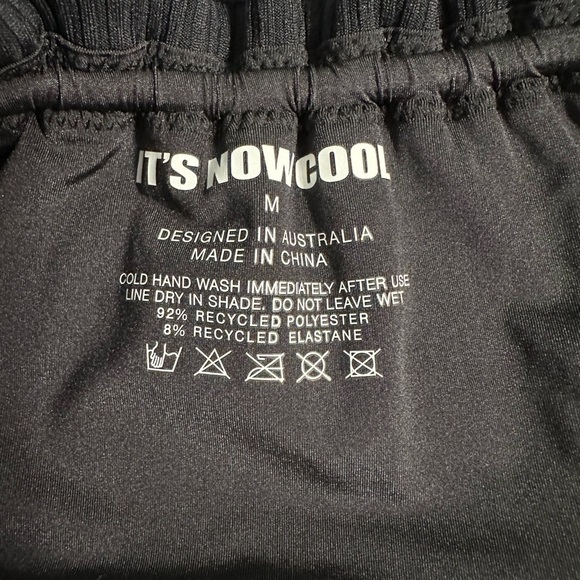 IT'S NOW COOL
M
DESIGNED IN AUSTRALIA
MADE IN CHINA
COLD HAND WASH IMMEDIATELY AFTER USE
LINE DRY IN SHADE. DO NOT LEAVE WET
92% RECYCLED POLYESTER
8% RECYCLED ELASTANE